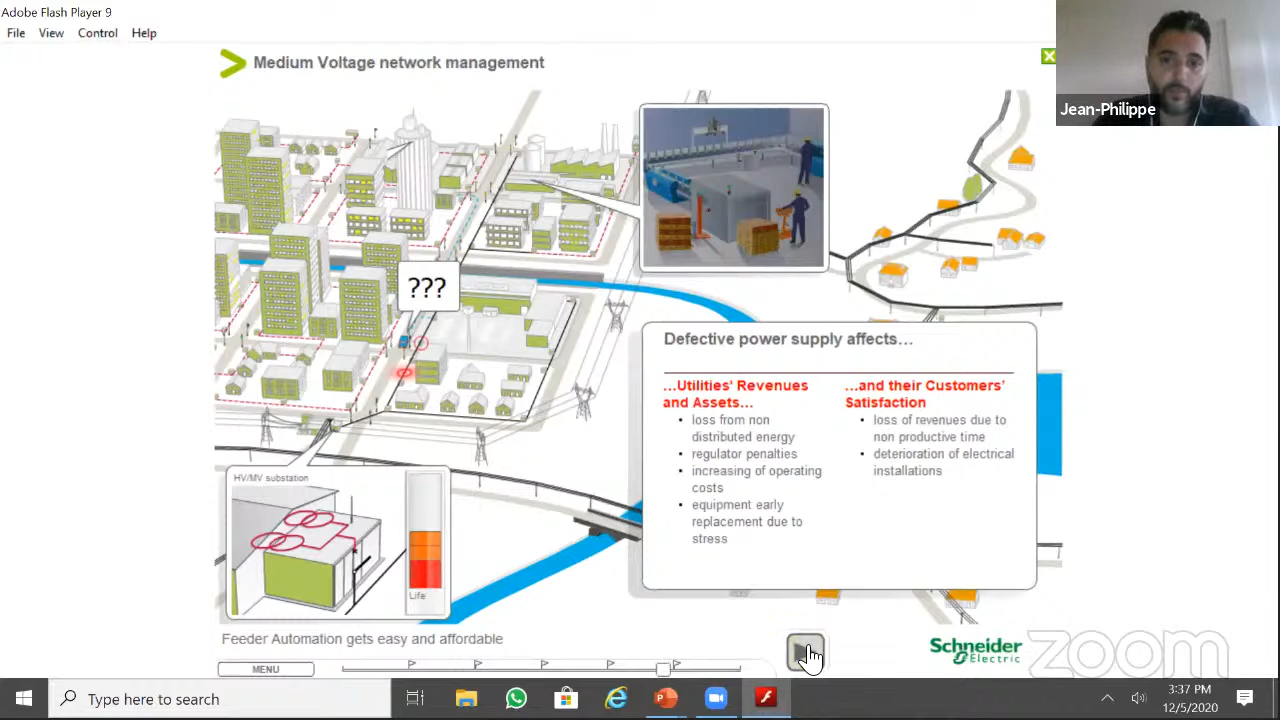 Adobe Flash Player 9
File View Control Help
Medium Voltage network management
Jean-Philippe
???
Defective power supply affects…
…Utilities' Revenues
and Assets…
• loss from non
distributed energy
• regulator penalties
• increasing of operating
costs
• equipment early
replacement due to
stress
…and their Customers'
Satisfaction
• loss of revenues due to
non productive time
• deterioration of electrical
installations
HV/MV substation
Life
Feeder Automation gets easy and affordable
MENU
Schneider
Electric
zoom
Type here to search
3:37 PM
12/5/2020